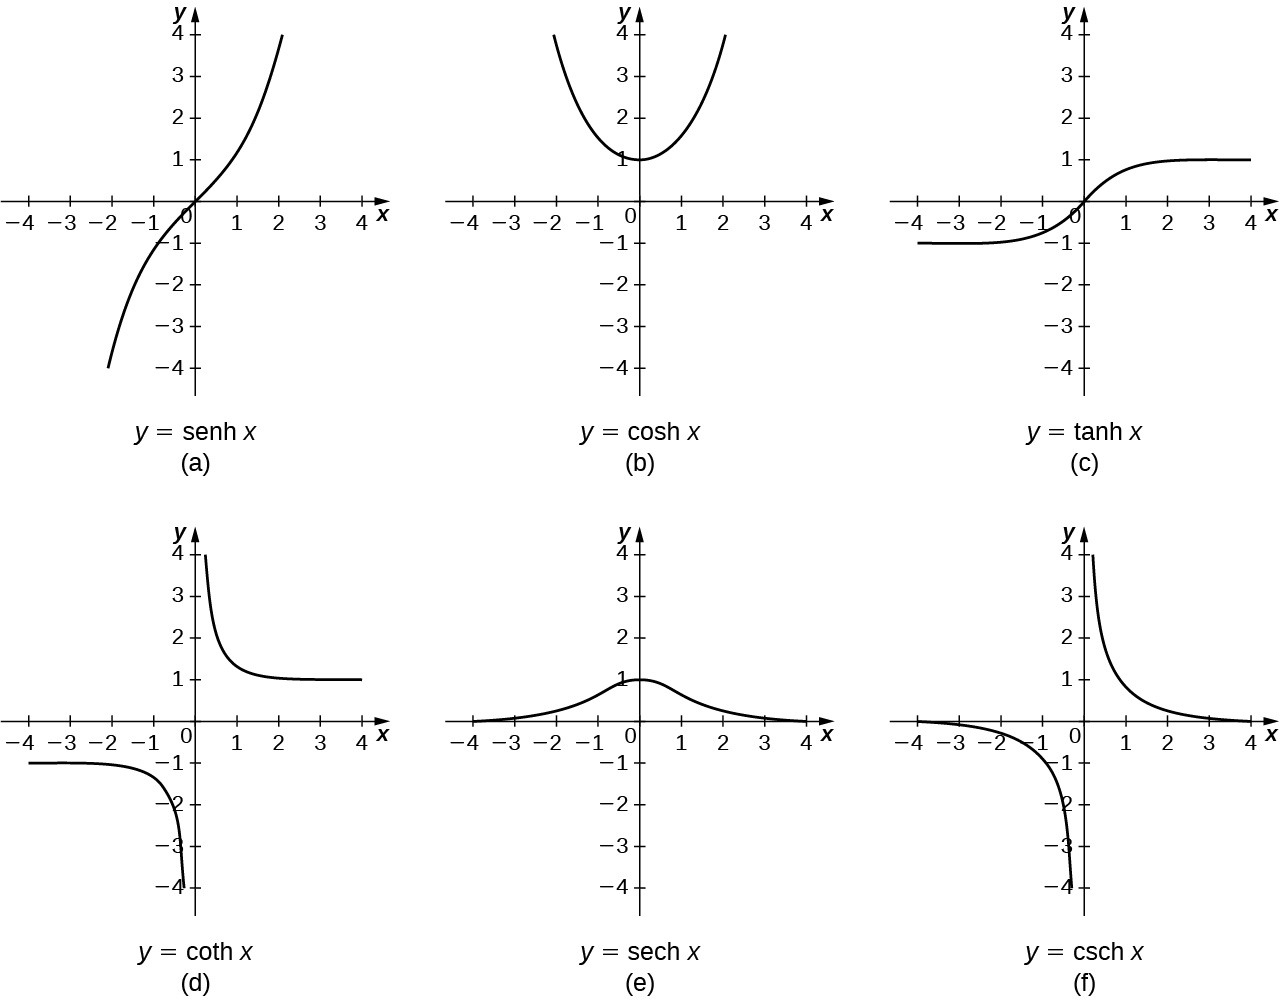 y
4
3
2
1
−4 −3 −2 −1 0 1 2 3 4 x
−1
−2
−3
−4
y = senh x
(a)
y
4
3
2
1
−4 −3 −2 −1 0 1 2 3 4 x
−1
−2
−3
−4
y = cosh x
(b)
y
4
3
2
1
−4 −3 −2 −1 0 1 2 3 4 x
−1
−2
−3
−4
y = tanh x
(c)
y
4
3
2
1
−4 −3 −2 −1 0 1 2 3 4 x
−1
−2
−3
−4
y = coth x
(d)
y
4
3
2
1
−4 −3 −2 −1 0 1 2 3 4 x
−1
−2
−3
−4
y = sech x
(e)
y
4
3
2
1
−4 −3 −2 −1 0 1 2 3 4 x
−1
−2
−3
−4
y = csch x
(f)